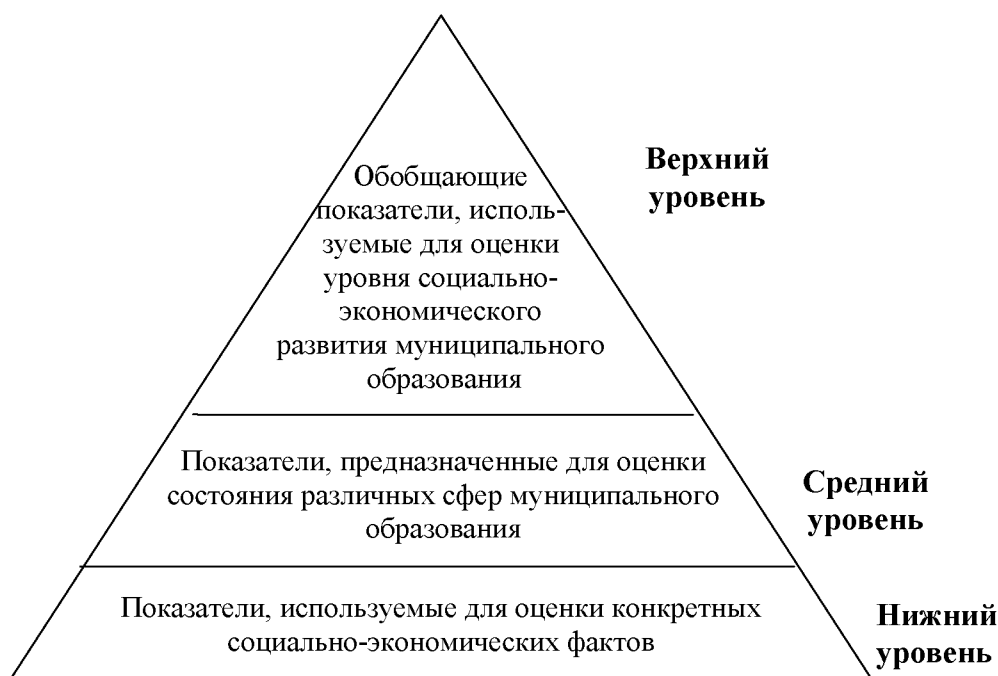 Обобщающие
показатели, исполь-
зуемые для оценки
уровня социально-
экономического
развития муниципального
образования
Верхний
уровень
Показатели, предназначенные для оценки
состояния различных сфер муниципального
образования
Средний
уровень
Показатели, используемые для оценки конкретных
социально-экономических фактов
Нижний
уровень